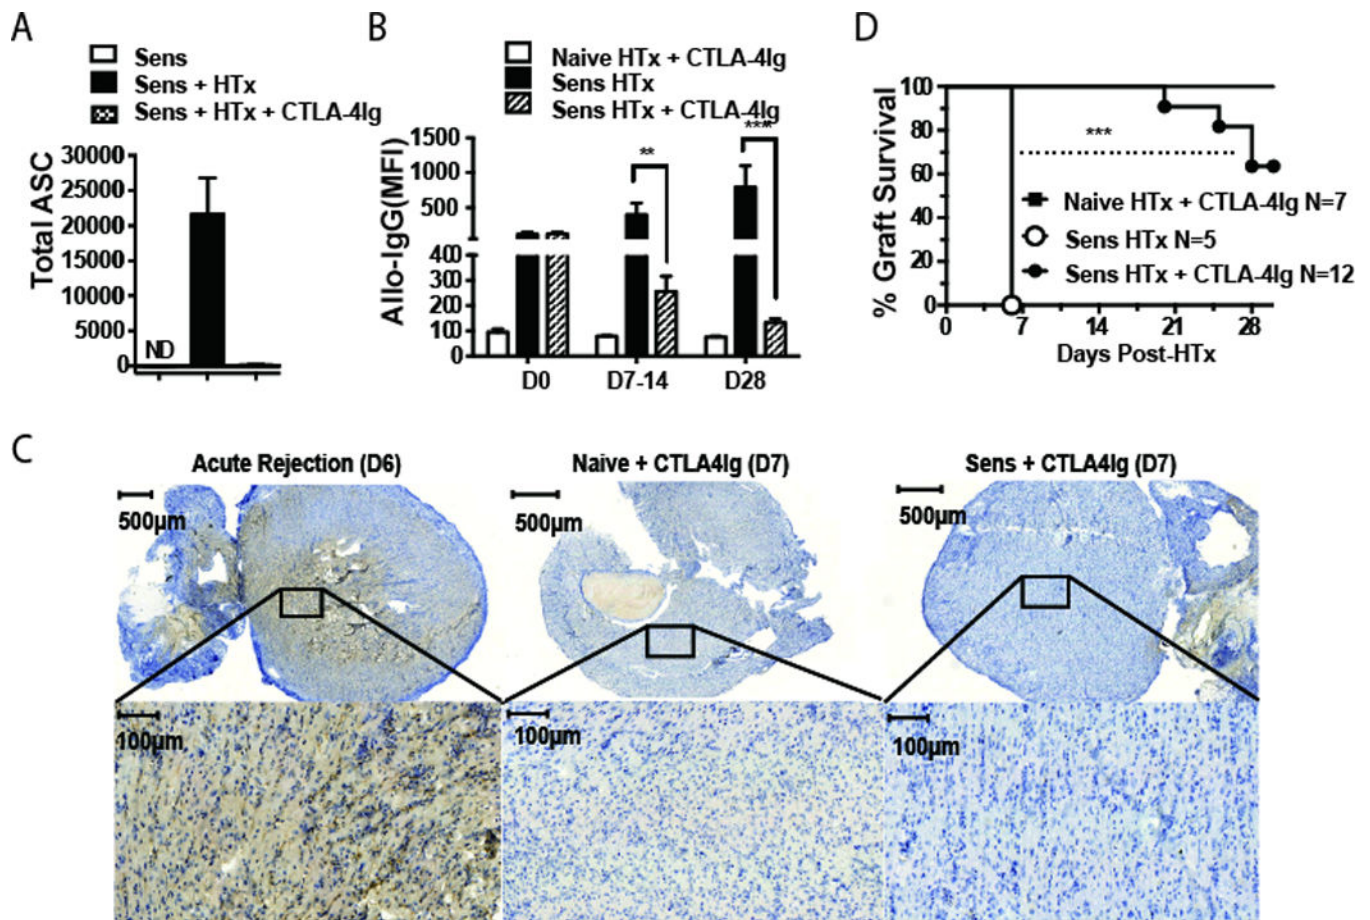 A
Sens
Sens + HTx
Sens + HTx + CTLA-4Ig
Total ASC
30000
25000
20000
15000
10000
5000
0
ND
B
Naive HTx + CTLA-4Ig
Sens HTx
Sens HTx + CTLA-4Ig
Allo-IgG(MFI)
1500
1000
500
400
300
200
100
0
**
****
D0
D7-14
D28
D
% Graft Survival
100
80
60
40
20
0
***
Naive HTx + CTLA-4Ig N=7
Sens HTx N=5
Sens HTx + CTLA-4Ig N=12
0
7
14
21
28
Days Post-HTx
C
Acute Rejection (D6)
Naive + CTLA4Ig (D7)
Sens + CTLA4Ig (D7)
500µm
500µm
500µm
100µm
100µm
100µm